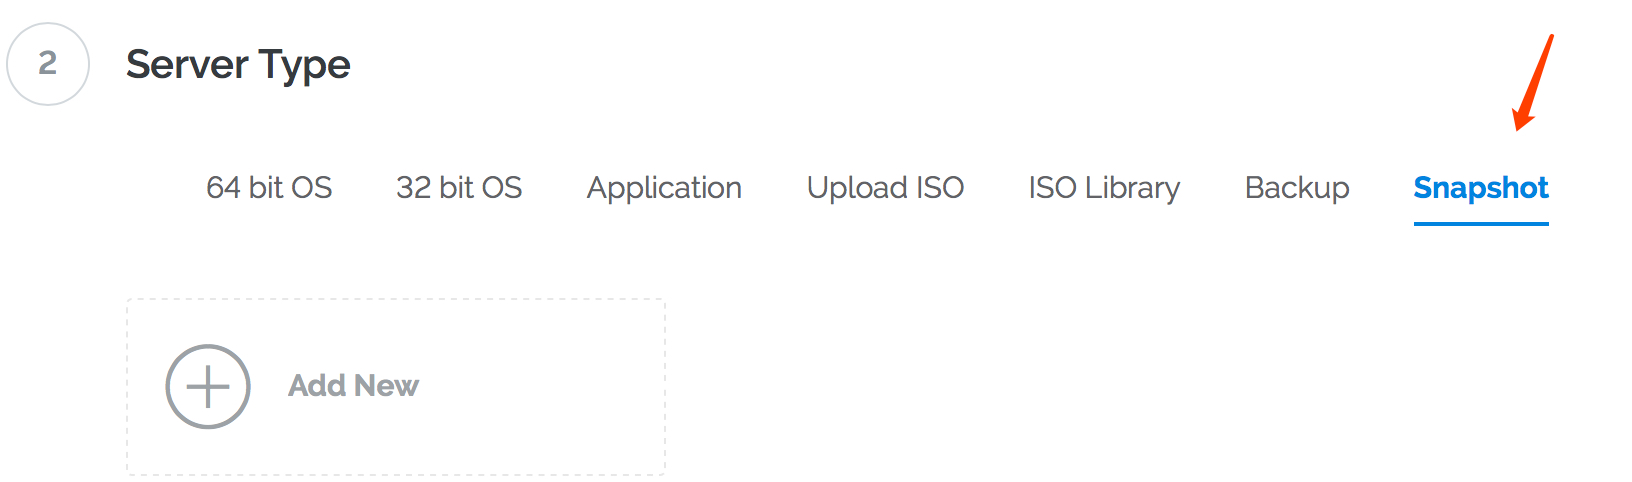 2
Server Type
64 bit OS 32 bit OS Application Upload ISO ISO Library Backup Snapshot
Add New